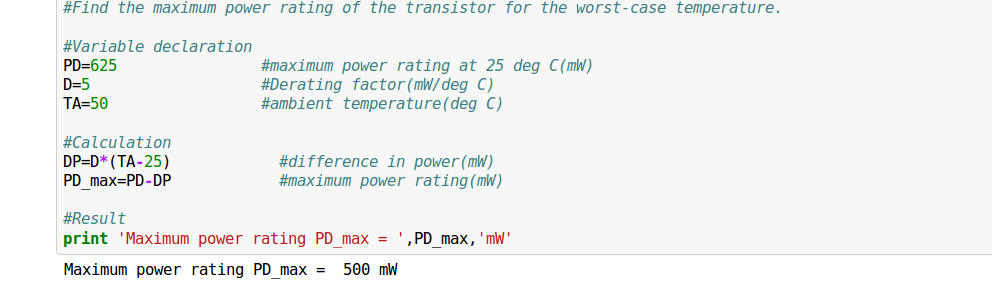 #Find the maximum power rating of the transistor for the worst-case temperature.
#Variable declaration
PD=625 #maximum power rating at 25 deg C(mW)
D=5 #Derating factor(mW/deg C)
TA=50 #ambient temperature(deg C)
#Calculation
DP=D*(TA-25) #difference in power(mW)
PD_max=PD-DP #maximum power rating(mW)
#Result
print 'Maximum power rating PD_max = ',PD_max,'mW'
Maximum power rating PD_max =  500 mW